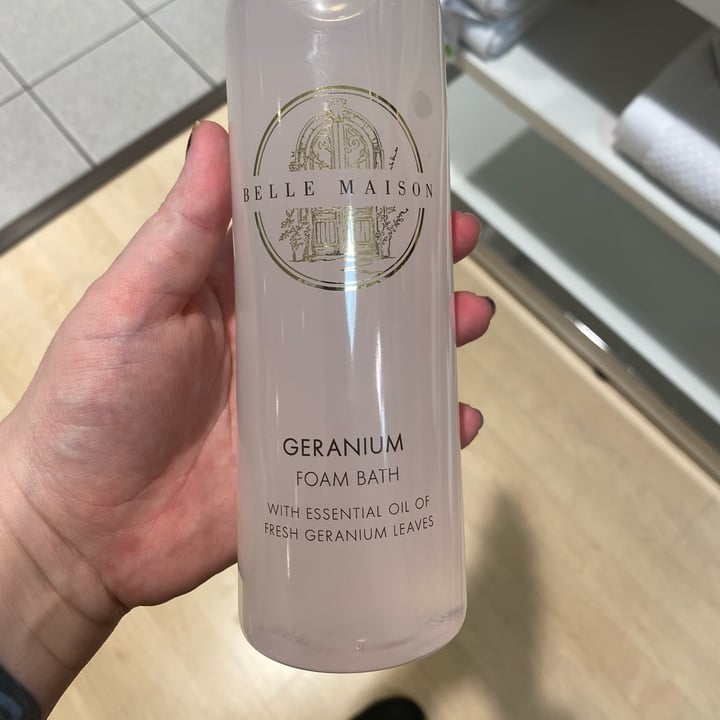 BELLE MAISON
GERANIUM
FOAM BATH
WITH ESSENTIAL OIL OF
FRESH GERANIUM LEAVES